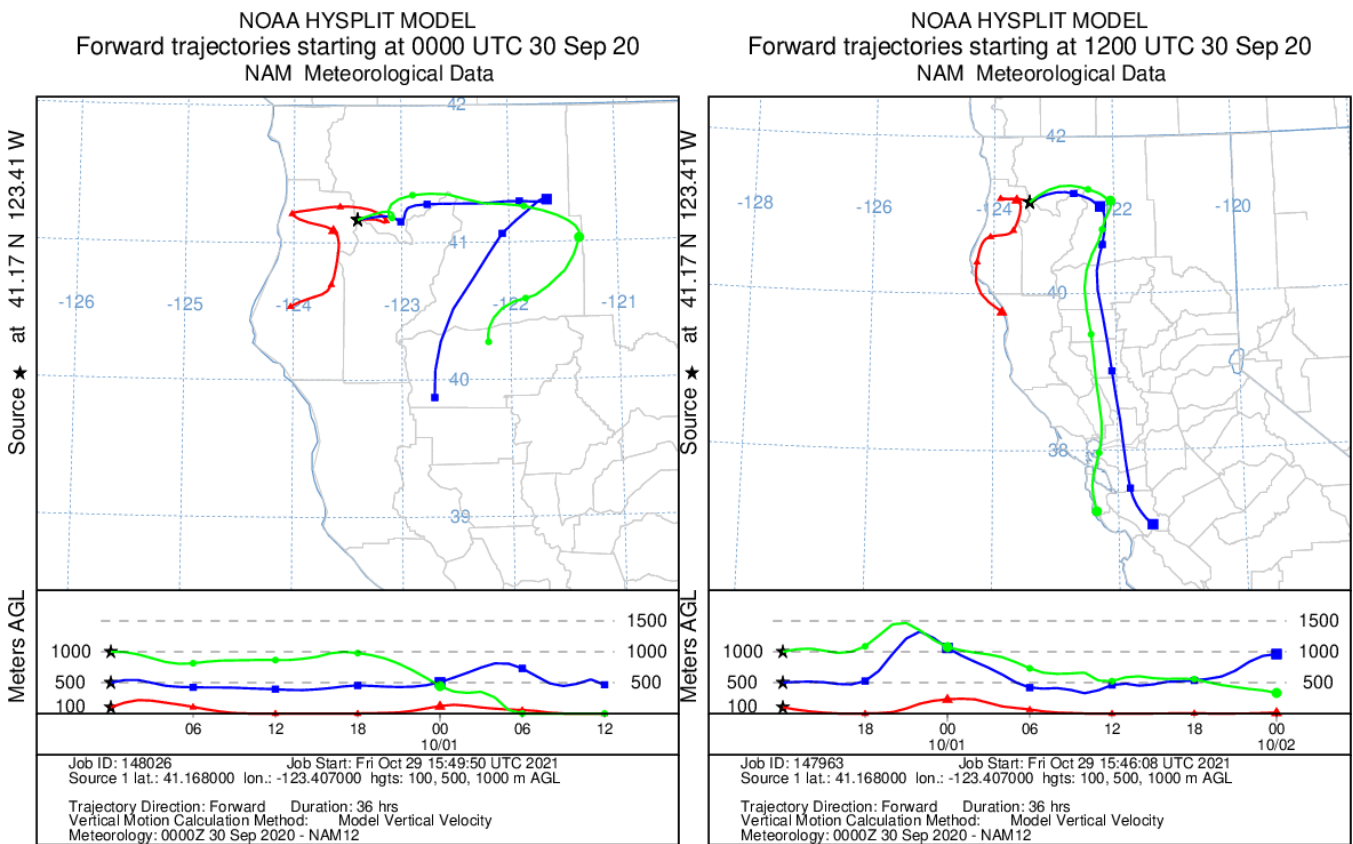 NOAA HYSPLIT MODEL
Forward trajectories starting at 0000 UTC 30 Sep 20
NAM Meteorological Data
Source ★ at 41.17 N 123.41 W
42
41
-126
-125
-124
-123
-122
-121
40
39
Meters AGL
1500
1000
1000
500
500
100
06
12
18
00
06
12
10/01
Job ID: 148026 Job Start: Fri Oct 29 15:49:50 UTC 2021
Source 1 lat.: 41.168000 lon.: -123.407000 hgts: 100, 500, 1000 m AGL
Trajectory Direction: Forward Duration: 36 hrs
Vertical Motion Calculation Method: Model Vertical Velocity
Meteorology: 0000Z 30 Sep 2020 - NAM12
NOAA HYSPLIT MODEL
Forward trajectories starting at 1200 UTC 30 Sep 20
NAM Meteorological Data
Source ★ at 41.17 N 123.41 W
42
-128
-126
-124
-122
-120
40
38
Meters AGL
1500
1000
1000
500
500
100
18
00
06
12
18
00
10/01
10/02
Job ID: 147963 Job Start: Fri Oct 29 15:46:08 UTC 2021
Source 1 lat.: 41.168000 lon.: -123.407000 hgts: 100, 500, 1000 m AGL
Trajectory Direction: Forward Duration: 36 hrs
Vertical Motion Calculation Method: Model Vertical Velocity
Meteorology: 0000Z 30 Sep 2020 - NAM12